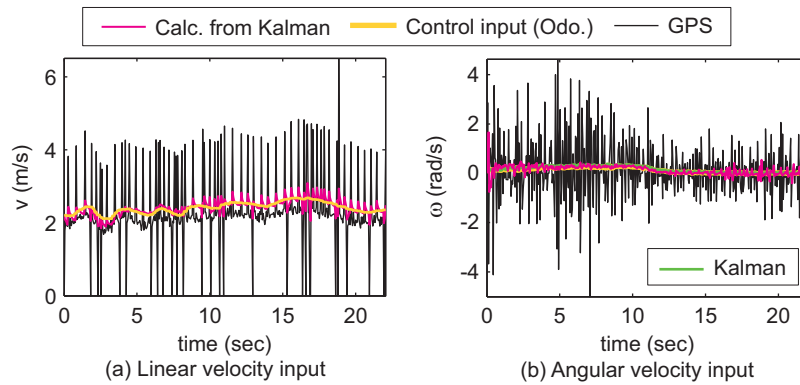 Calc. from Kalman Control input (Odo.) GPS
6
4
2
0
v (m/s)
0 5 10 15 20
time (sec)
(a) Linear velocity input
4
2
0
-2
-4
ω (rad/s)
Kalman
0 5 10 15 20
time (sec)
(b) Angular velocity input